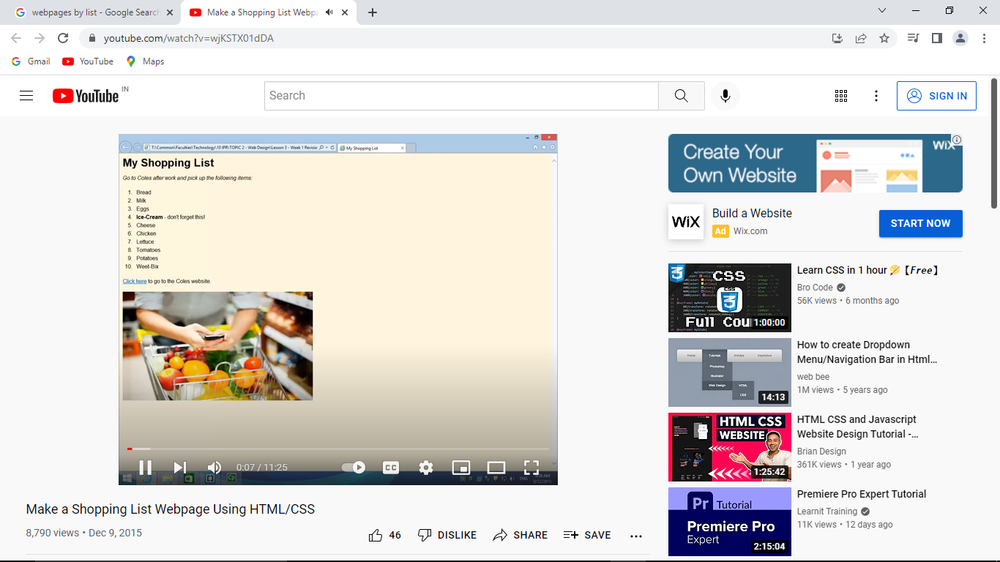 webpages by list - Google Search
Make a Shopping List Webpa
youtube.com/watch?v=wjKSTX01dDA
Gmail
YouTube
Maps
YouTube IN
Search
SIGN IN
T:\Common\Faculties\Technology\10 IPR\TOPIC 2 - Web Design\Lesson 3 - Week 1 Revisio
My Shopping List
My Shopping List
Go to Coles after work and pick up the following items:
1. Bread
2. Milk
3. Eggs
4. Ice-Cream - don't forget this!
5. Cheese
6. Chicken
7. Lettuce
8. Tomatoes
9. Potatoes
10. Weet-Bix
Click here to go to the Coles website.
0:07 / 11:25
CC
Make a Shopping List Webpage Using HTML/CSS
8,790 views • Dec 9, 2015
46
DISLIKE
SHARE
SAVE
Create Your
Own Website
WiX
WiX
Build a Website
Ad Wix.com
START NOW
CSS
Full Cou
1:00:00
Learn CSS in 1 hour 🧭【𝙁𝙧𝙚𝙚】
Bro Code
56K views • 6 months ago
Home
Tutorials
Articles
Inspiration
Photoshop
Illustrator
Web Design
HTML
CSS
14:13
How to create Dropdown
Menu/Navigation Bar in Html...
web bee
1M views • 5 years ago
HTML CSS
WEBSITE
1:25:42
HTML CSS and Javascript
Website Design Tutorial -...
Brian Design
361K views • 1 year ago
Pr Tutorial
Premiere Pro
Expert
2:15:04
Premiere Pro Expert Tutorial
Learnit Training
11K views • 12 days ago